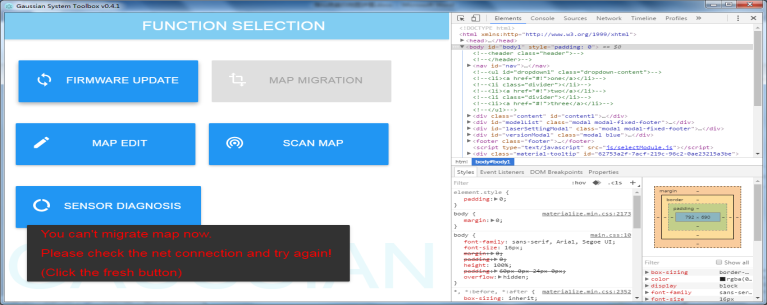 Gaussian System Toolbox v0.4.1
FUNCTION SELECTION
FIRMWARE UPDATE
MAP MIGRATION
MAP EDIT
SCAN MAP
SENSOR DIAGNOSIS
You can't migrate map now.
Please check the net connection and try again!
(Click the fresh button)
Elements Console Sources Network Timeline Profiles »
<!DOCTYPE html>
<html xmlns:http="http://www.w3.org/1999/xhtml">
<head>…</head>
<body id="body1" style="padding: 0"> == $0
<!--<header class="header">-->
<!--</header>-->
<nav id="nav">…</nav>
<!--<ul id="dropdown1" class="dropdown-content">-->
<!--<li><a href="#!">one</a></li>-->
<!--<li class="divider"></li>-->
<!--<li><a href="#!">two</a></li>-->
<!--<li class="divider"></li>-->
<!--<li><a href="#!">three</a></li>-->
<!--</ul>-->
<div class="content" id="content1">…</div>
<div id="modelList" class="modal modal-fixed-footer">…</div>
<div id="laserSettingModal" class="modal modal-fixed-footer">…</div>
<div id="versionModal" class="modal blue">…</div>
<footer class="footer">…</footer>
<script type="text/javascript" src="js/selectModule.js"></script>
<div class="material-tooltip" id="62753a2f-7acf-219c-96c2-0ae23215a3be">
html body#body1
Styles Event Listeners DOM Breakpoints Properties
Filter :hov .cls +
element.style {
padding: 0;
}
body { materialize.min.css:2173
margin: 0;
}
body { main.css:10
font-family: sans-serif, Arial, Segoe UI;
font-size: 16px;
margin: 0;
padding: 0;
height: 100%;
padding: 60px 0px 24px 0px;
overflow: hidden;
}
*, *:before, *:after { materialize.min.css:2352
box-sizing: inherit;
margin
border
padding
Filter Show all
box-sizing border-…
color rgba(0…
display block
font-family sans-se…
font-size 16px